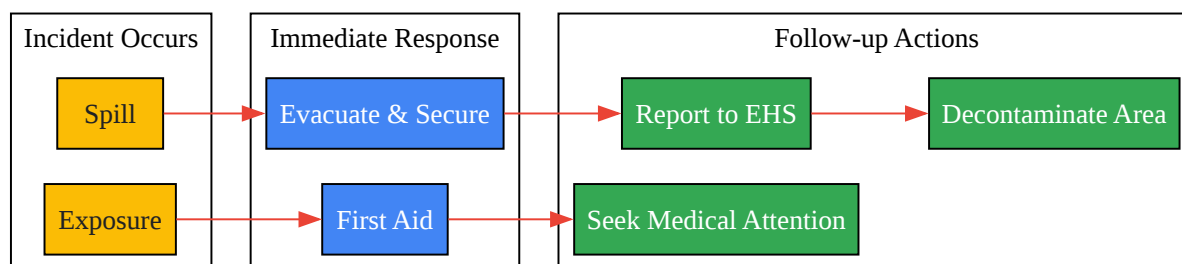 Incident Occurs
Immediate Response
Follow-up Actions
Spill
Evacuate & Secure
Report to EHS
Decontaminate Area
Exposure
First Aid
Seek Medical Attention